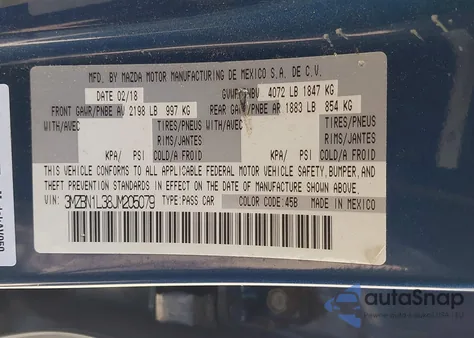 MFD. BY MAZDA MOTOR MANUFACTURING DE MEXICO S.A. DE C.V.
DATE 02/18 GVWR/PNBV 4072 LB 1847 KG
FRONT GAWR/PNBE AV 2198 LB 997 KG REAR GAWR/PNBE AR 1883 LB 854 KG
WITH/AVEC TIRES/PNEUS WITH/AVEC TIRES/PNEUS
RIMS/JANTES RIMS/JANTES
KPA/ PSI COLD/A FROID KPA/ PSI COLD/A FROID
THIS VEHICLE CONFORMS TO ALL APPLICABLE FEDERAL MOTOR VEHICLE SAFETY, BUMPER, AND
THEFT PREVENTION STANDARDS IN EFFECT ON THE DATE OF MANUFACTURE SHOWN ABOVE.
VIN: 3MZBN1L38JM205079 TYPE: PASS CAR COLOR CODE: 45B MADE IN MEXICO
autoSnap